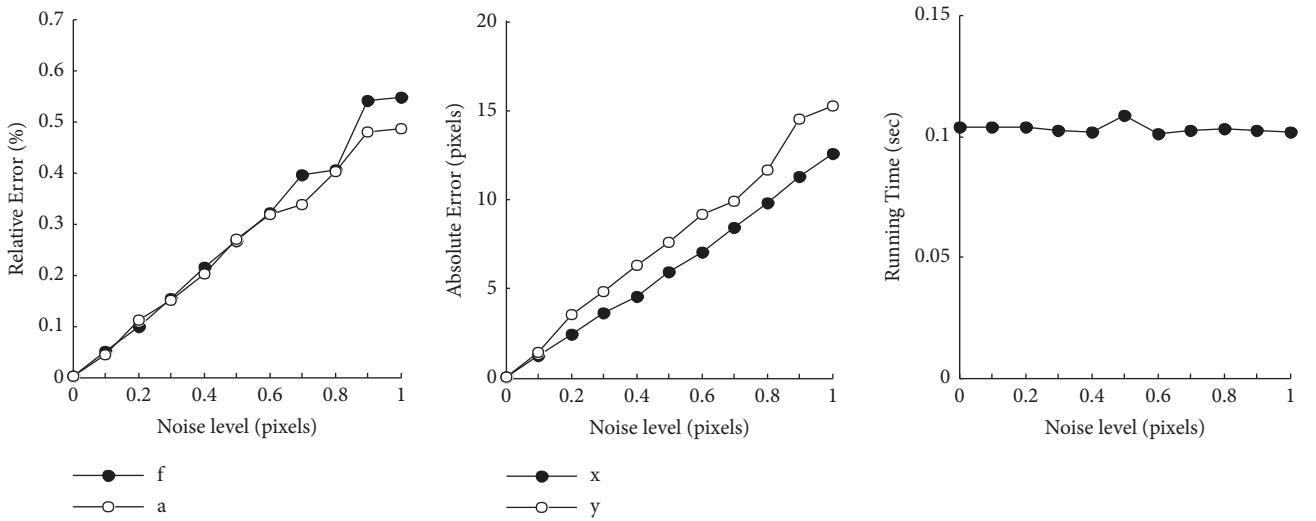 0.7
0.6
0.5
0.4
0.3
0.2
0.1
0
Relative Error (%)
0 0.2 0.4 0.6 0.8 1
Noise level (pixels)
f
a
20
15
10
5
0
Absolute Error (pixels)
0 0.2 0.4 0.6 0.8 1
Noise level (pixels)
x
y
0.15
0.1
0.05
0
Running Time (sec)
0 0.2 0.4 0.6 0.8 1
Noise level (pixels)